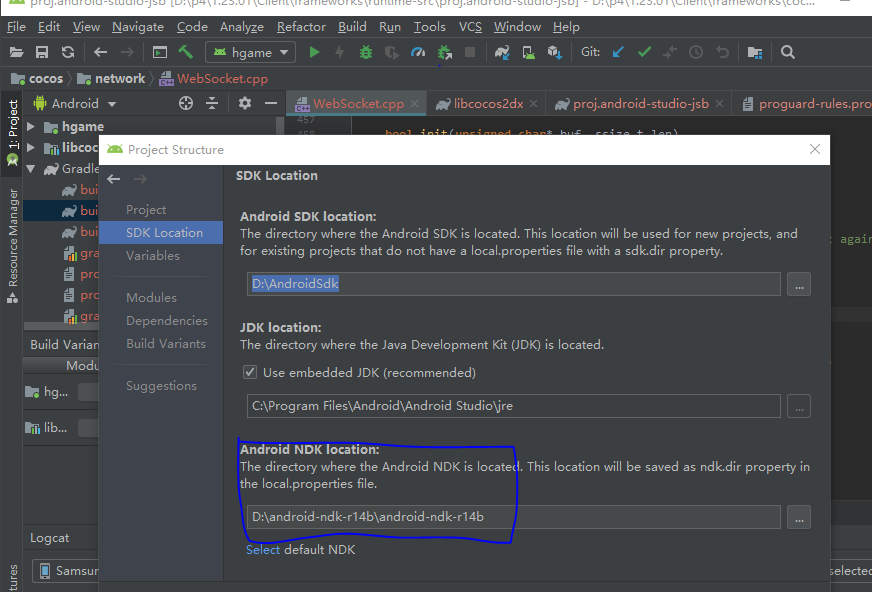 proj.android-studio-jsb [D:\p4\1.23.01\Client\frameworks\runtime-src\proj.android-studio-jsb] - D:\p4\1.23.01\Client\frameworks\coc...
File Edit View Navigate Code Analyze Refactor Build Run Tools VCS Window Help
hgame Git:
cocos network WebSocket.cpp
1: Project
Resource Manager
Android
WebSocket.cpp libcocos2dx proj.android-studio-jsb proguard-rules.pro
457
458 bool init(unsigned char* buf, ssize_t len)
hgame
libcoc
Gradle
bui
bui
bui
gra
pro
pro
gra
again
Build Varian
Modu
hg...
lib...
Logcat
Samsun
selected
tures
Project Structure
Project
SDK Location
Variables
Modules
Dependencies
Build Variants
Suggestions
SDK Location
Android SDK location:
The directory where the Android SDK is located. This location will be used for new projects, and
for existing projects that do not have a local.properties file with a sdk.dir property.
D:\AndroidSdk
...
JDK location:
The directory where the Java Development Kit (JDK) is located.
Use embedded JDK (recommended)
C:\Program Files\Android\Android Studio\jre
...
Android NDK location:
The directory where the Android NDK is located. This location will be saved as ndk.dir property in
the local.properties file.
D:\android-ndk-r14b\android-ndk-r14b
...
Select default NDK